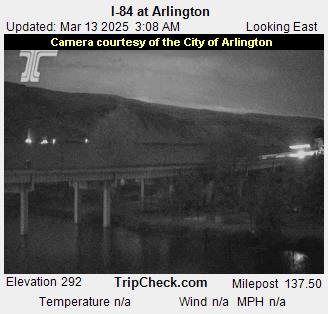 I-84 at Arlington
Updated: Mar 13 2025 3:08 AM Looking East
Camera courtesy of the City of Arlington
Elevation 292 TripCheck.com Milepost 137.50
Temperature n/a Wind n/a MPH n/a